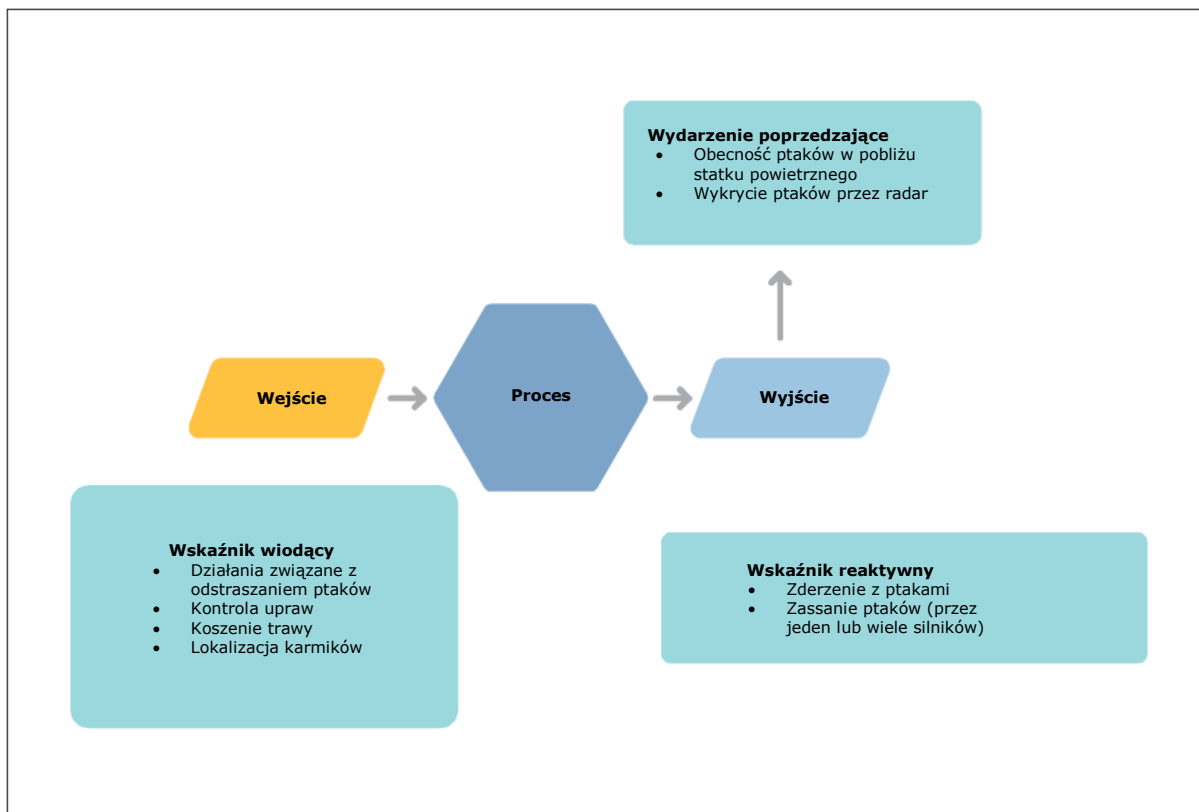 Wydarzenie poprzedzające
• Obecność ptaków w pobliżu
statku powietrznego
• Wykrycie ptaków przez radar
Wejście
Proces
Wyjście
Wskaźnik wiodący
• Działania związane z
odstraszaniem ptaków
• Kontrola upraw
• Koszenie trawy
• Lokalizacja karmików
Wskaźnik reaktywny
• Zderzenie z ptakami
• Zassanie ptaków (przez
jeden lub wiele silników)